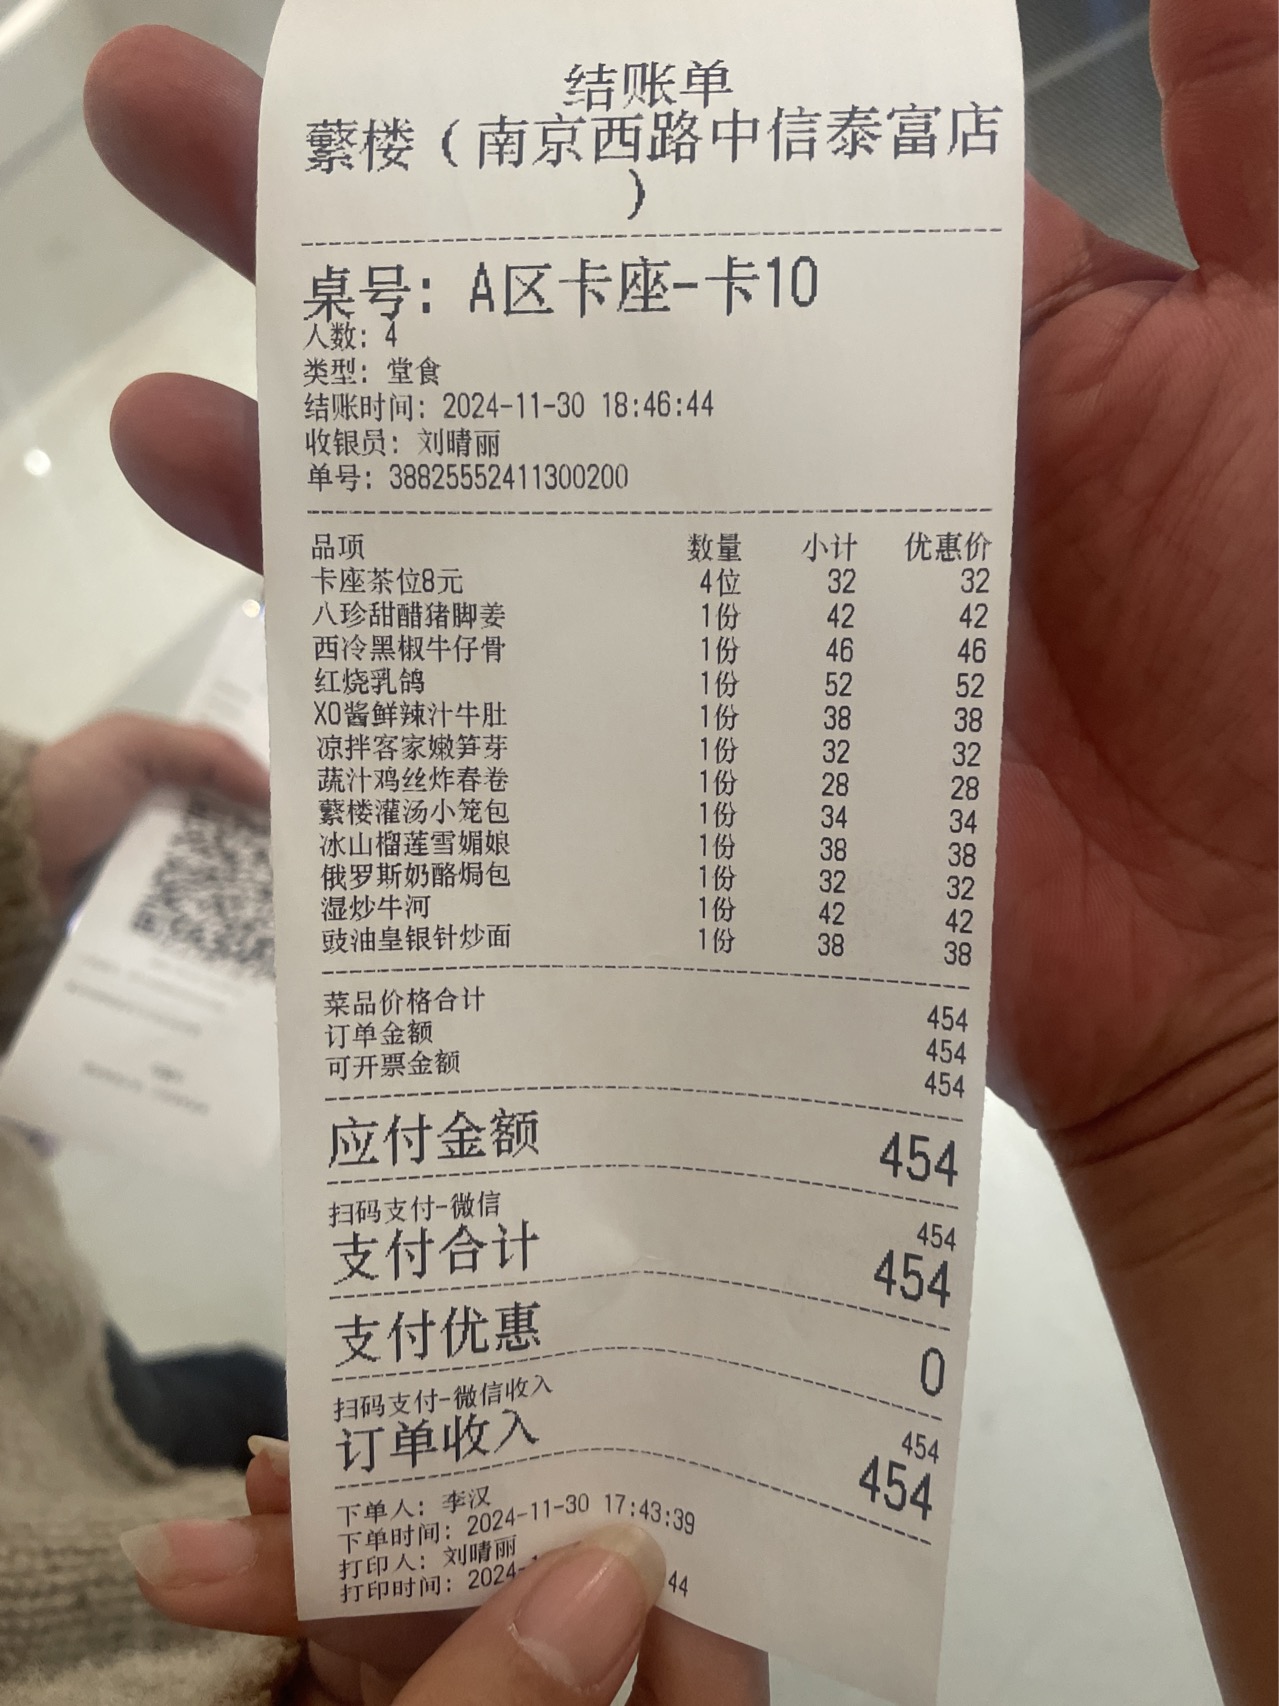 结账单
蘩楼（南京西路中信泰富店
）
桌号：A区卡座-卡10
人数：4
类型：堂食
结账时间：2024-11-30 18:46:44
收银员：刘晴丽
单号：38825552411300200
品项 数量 小计 优惠价
卡座茶位8元 4位 32 32
八珍甜醋猪脚姜 1份 42 42
西冷黑椒牛仔骨 1份 46 46
红烧乳鸽 1份 52 52
XO酱鲜辣汁牛肚 1份 38 38
凉拌客家嫩笋芽 1份 32 32
蔬汁鸡丝炸春卷 1份 28 28
蘩楼灌汤小笼包 1份 34 34
冰山榴莲雪媚娘 1份 38 38
俄罗斯奶酪焗包 1份 32 32
湿炒牛河 1份 42 42
豉油皇银针炒面 1份 38 38
菜品价格合计 454
订单金额 454
可开票金额 454
应付金额 454
扫码支付-微信 454
支付合计 454
支付优惠 0
扫码支付-微信收入 454
订单收入 454
下单人：李汉
下单时间：2024-11-30 17:43:39
打印人：刘晴丽
打印时间：2024- 44